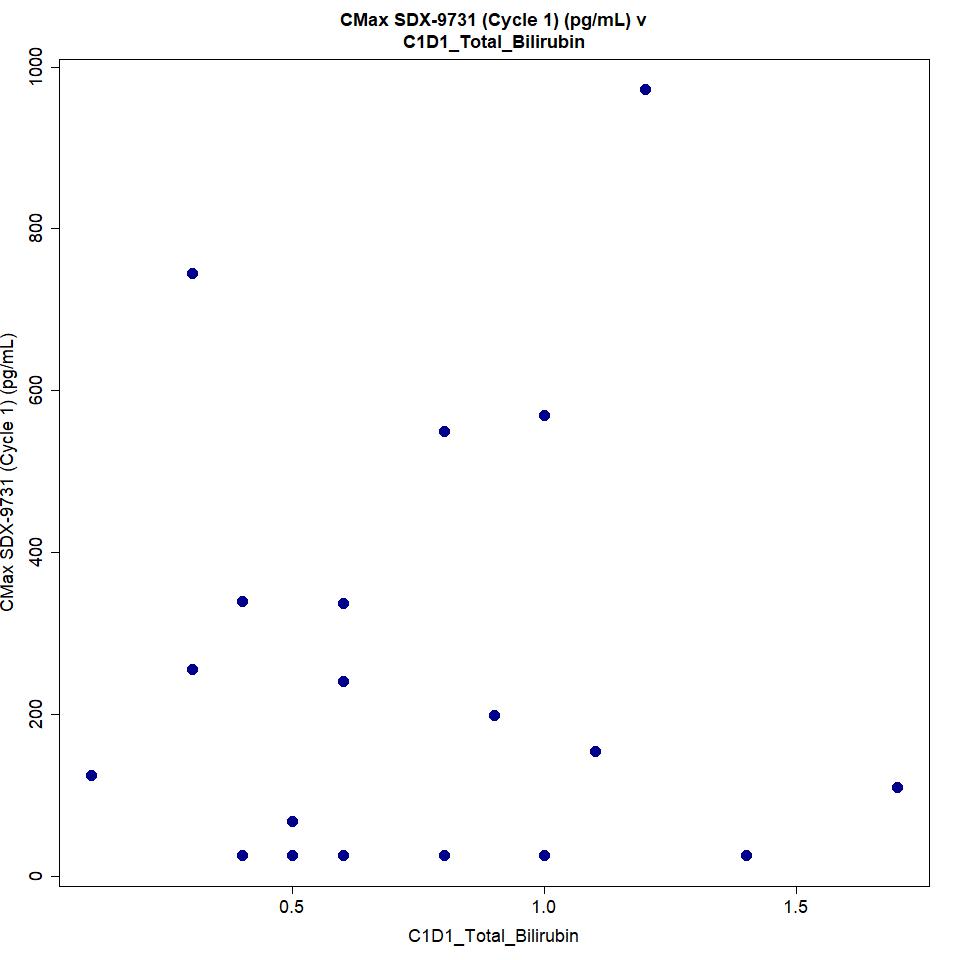 CMax SDX-9731 (Cycle 1) (pg/mL) v
C1D1_Total_Bilirubin
1000
800
600
400
200
0
CMax SDX-9731 (Cycle 1) (pg/mL)
0.5 1.0 1.5
C1D1_Total_Bilirubin